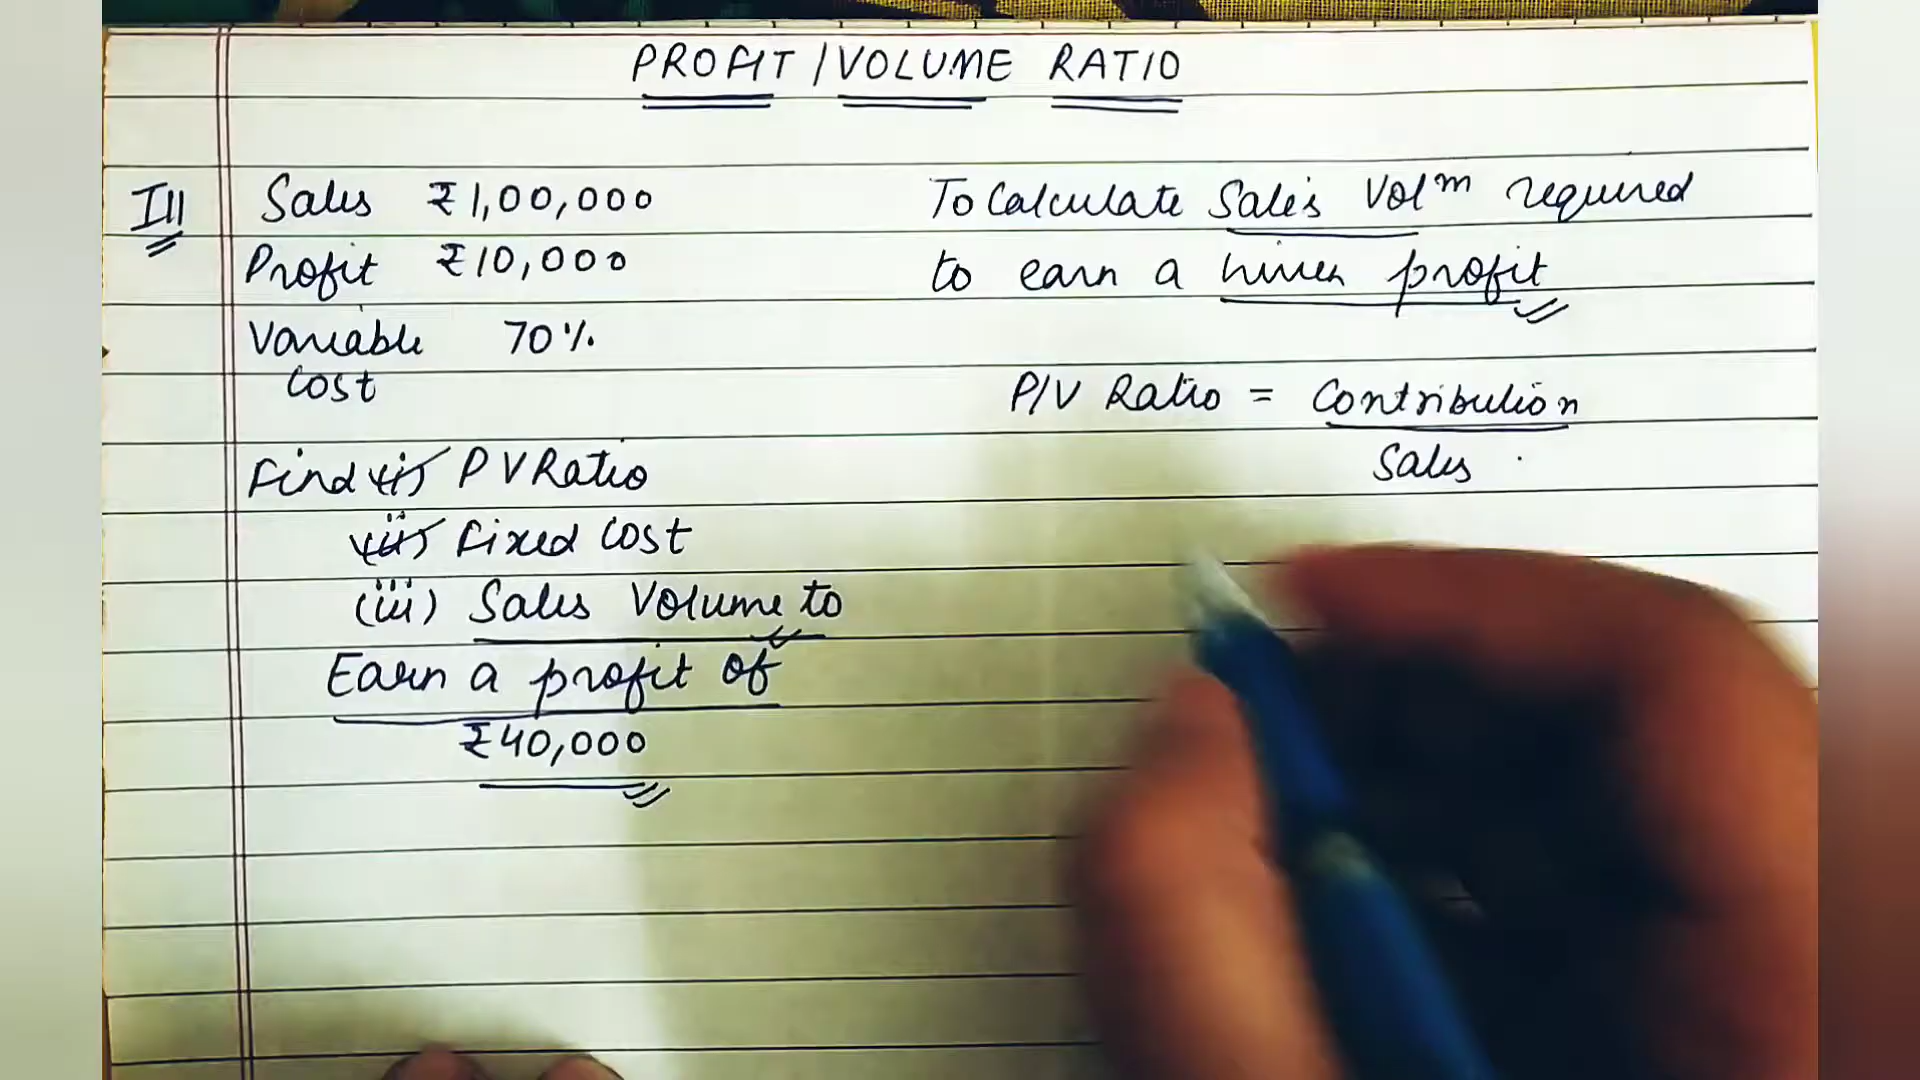 PROFIT / VOLUME RATIO
Ill
Sales ₹1,00,000
Profit ₹10,000
Variable 70%
Cost
Find (i) PV Ratio
(ii) Fixed Cost
(iii) Sales Volume to
Earn a profit of
₹40,000
To Calculate Sales Volm required
to earn a given profit
P/V Ratio = Contribution
Sales